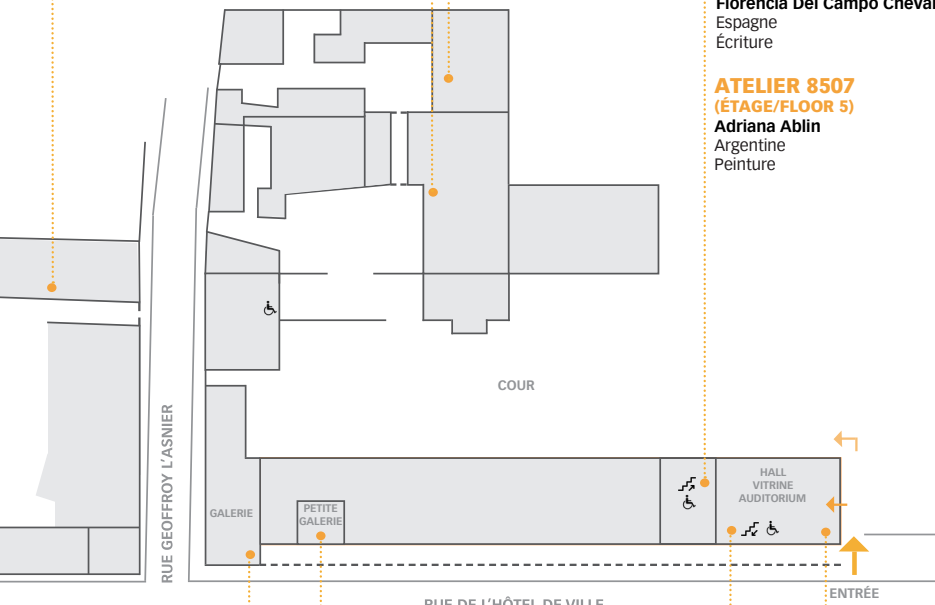 Florencia Del Campo
Espagne
Écriture
ATELIER 8507
(ÉTAGE/FLOOR 5)
Adriana Ablin
Argentine
Peinture
COUR
RUE GEOFFROY L'ASNIER
GALERIE
PETITE
GALERIE
HALL
VITRINE
AUDITORIUM
ENTRÉE
RUE DE L'HÔTEL DE VILLE